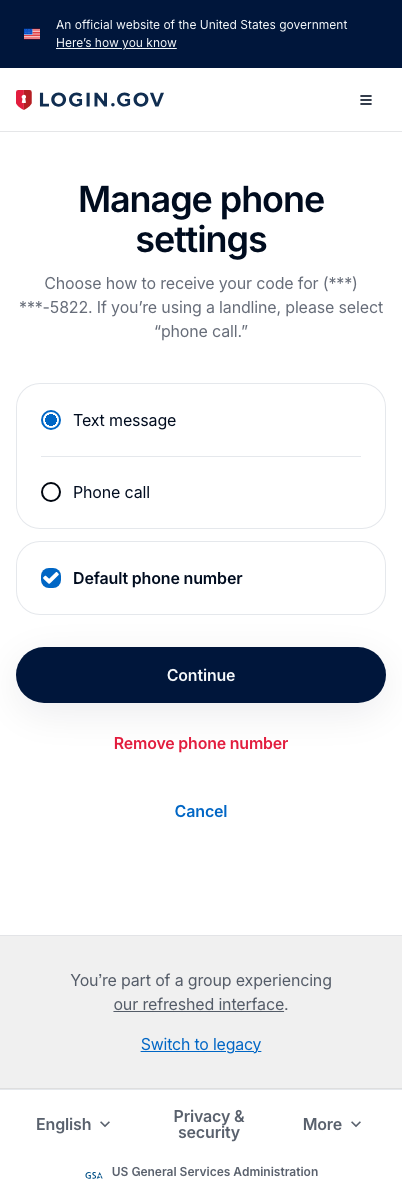 An official website of the United States government
Here’s how you know
LOGIN.GOV
Manage phone
settings
Choose how to receive your code for (***)
***-5822. If you’re using a landline, please select
“phone call.”
Text message
Phone call
Default phone number
Continue
Remove phone number
Cancel
You’re part of a group experiencing
our refreshed interface.
Switch to legacy
English
Privacy &
security
More
GSA US General Services Administration